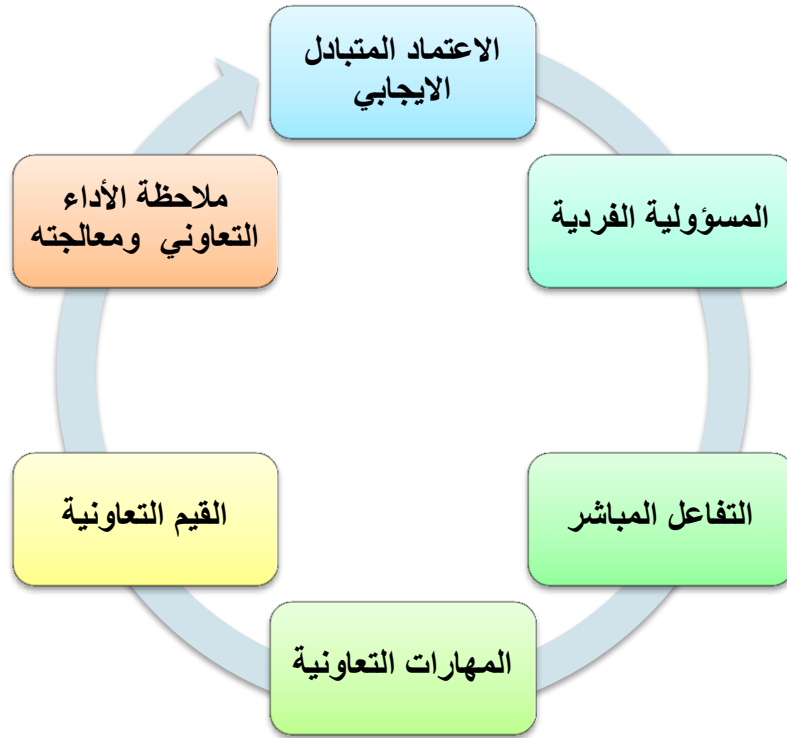 الاعتماد المتبادل
الايجابي
المسؤولية الفردية
التفاعل المباشر
المهارات التعاونية
القيم التعاونية
ملاحظة الأداء
التعاوني ومعالجته